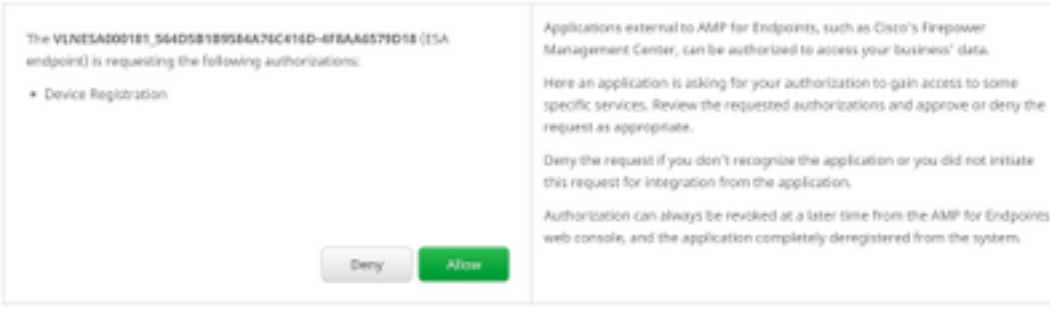 The VLNESA000181_564D5B1B9584A76C416D-4F8AA6579D18 (ESA
endpoint) is requesting the following authorizations:
• Device Registration
Deny
Allow
Applications external to AMP for Endpoints, such as Cisco's Firepower
Management Center, can be authorized to access your business' data.
Here an application is asking for your authorization to gain access to some
specific services. Review the requested authorizations and approve or deny the
request as appropriate.
Deny the request if you don't recognize the application or you did not initiate
this request for integration from the application.
Authorization can always be revoked at a later time from the AMP for Endpoints
web console, and the application completely deregistered from the system.